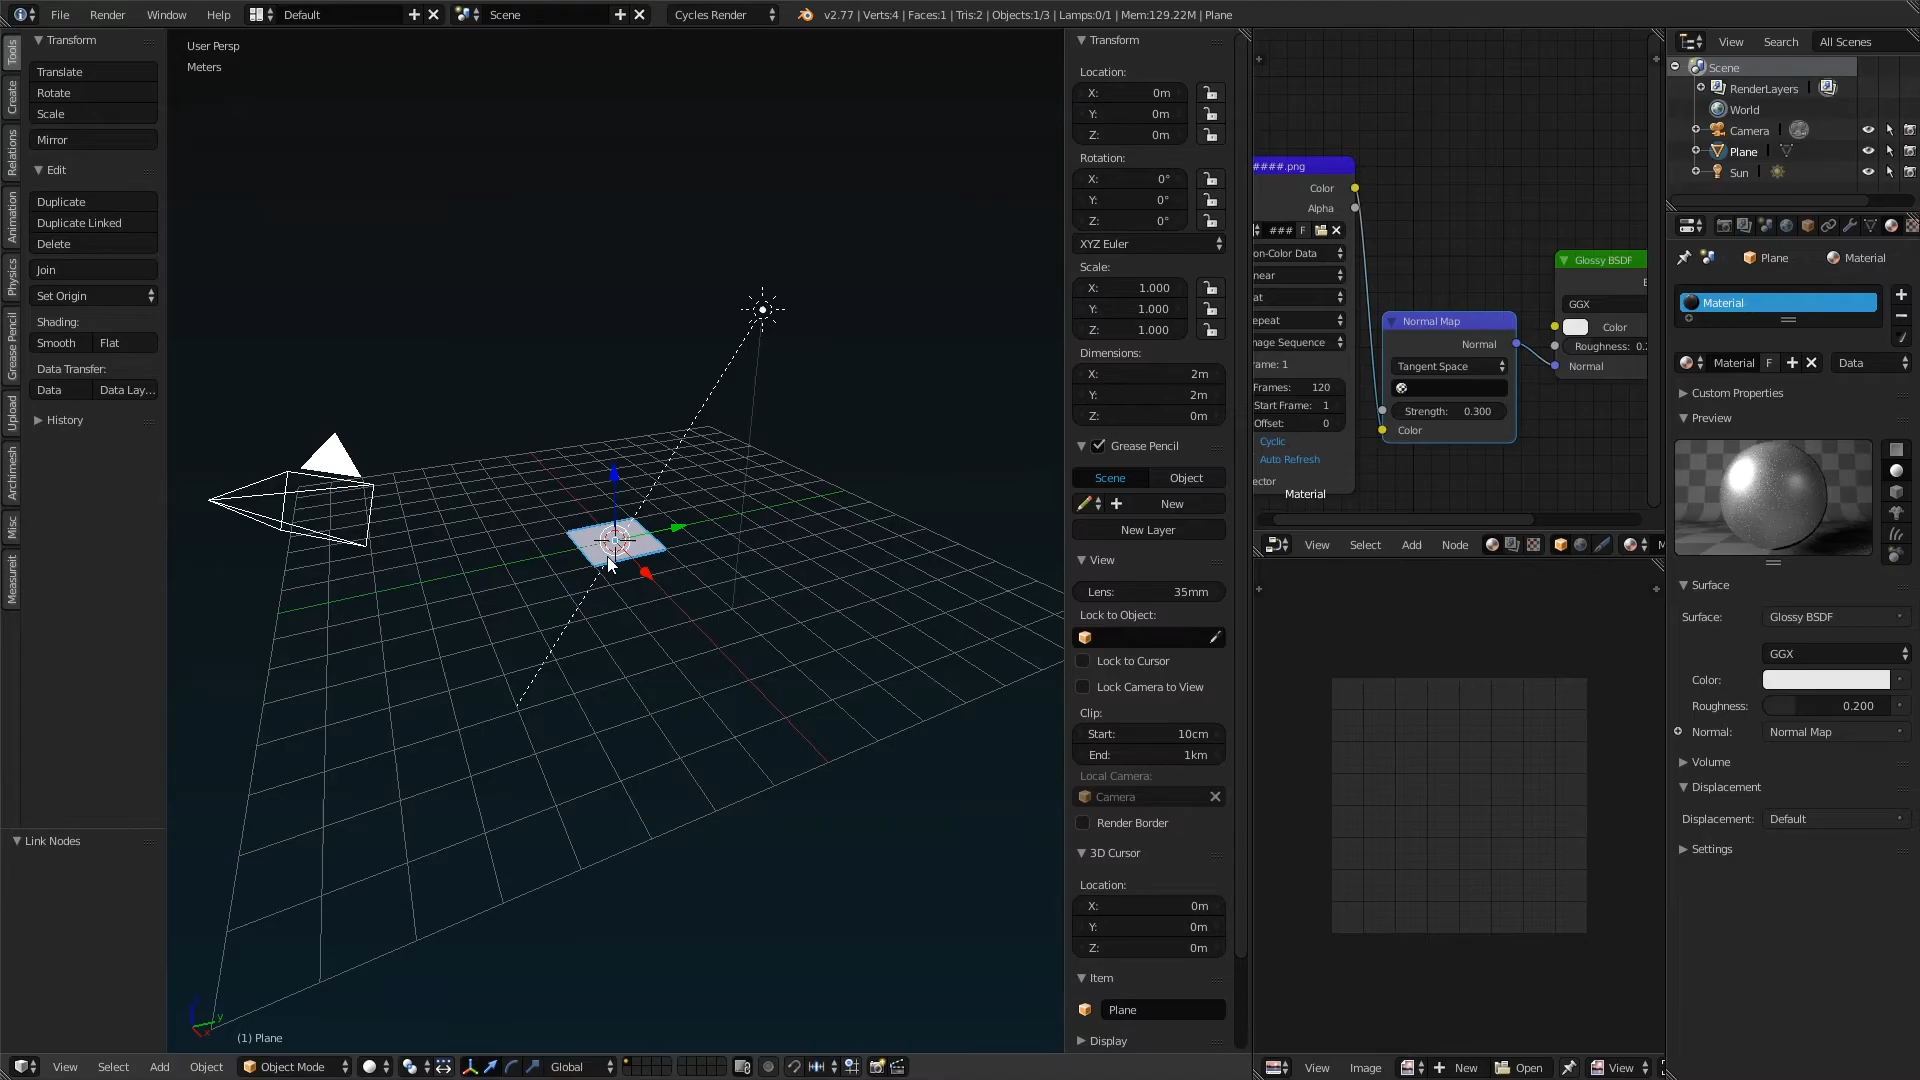 File Render Window Help Default Scene Cycles Render v2.77 | Verts:4 | Faces:1 | Tris:2 | Objects:1/3 | Lamps:0/1 | Mem:129.22M | Plane
Tools
Create
Relations
Animation
Physics
Grease Pencil
Upload
Archimesh
Misc
Measureit
Transform
Translate
Rotate
Scale
Mirror
Edit
Duplicate
Duplicate Linked
Delete
Join
Set Origin
Shading:
Smooth Flat
Data Transfer:
Data Data Lay...
History
Link Nodes
User Persp
Meters
y
x
(1) Plane
View Select Add Object Object Mode Global
Transform
Location:
X: 0m
Y: 0m
Z: 0m
Rotation:
X: 0°
Y: 0°
Z: 0°
XYZ Euler
Scale:
X: 1.000
Y: 1.000
Z: 1.000
Dimensions:
X: 2m
Y: 2m
Z: 0m
Grease Pencil
Scene Object
New
New Layer
View
Lens: 35mm
Lock to Object:
Lock to Cursor
Lock Camera to View
Clip:
Start: 10cm
End: 1km
Local Camera:
Camera
Render Border
3D Cursor
Location:
X: 0m
Y: 0m
Z: 0m
Item
Plane
Display
####.png
Color
Alpha
### F
on-Color Data
near
at
epeat
mage Sequence
rame: 1
Frames: 120
Start Frame: 1
Offset: 0
Cyclic
Auto Refresh
ector
Material
Normal Map
Normal
Tangent Space
Strength: 0.300
Color
Glossy BSDF
GGX
Color
Roughness: 0.2
Normal
View Select Add Node M
View Image New Open View
View Search All Scenes
Scene
RenderLayers
World
Camera
Plane
Sun
Plane Material
Material
Material F Data
Custom Properties
Preview
Surface
Surface: Glossy BSDF
GGX
Color:
Roughness: 0.200
Normal: Normal Map
Volume
Displacement
Displacement: Default
Settings